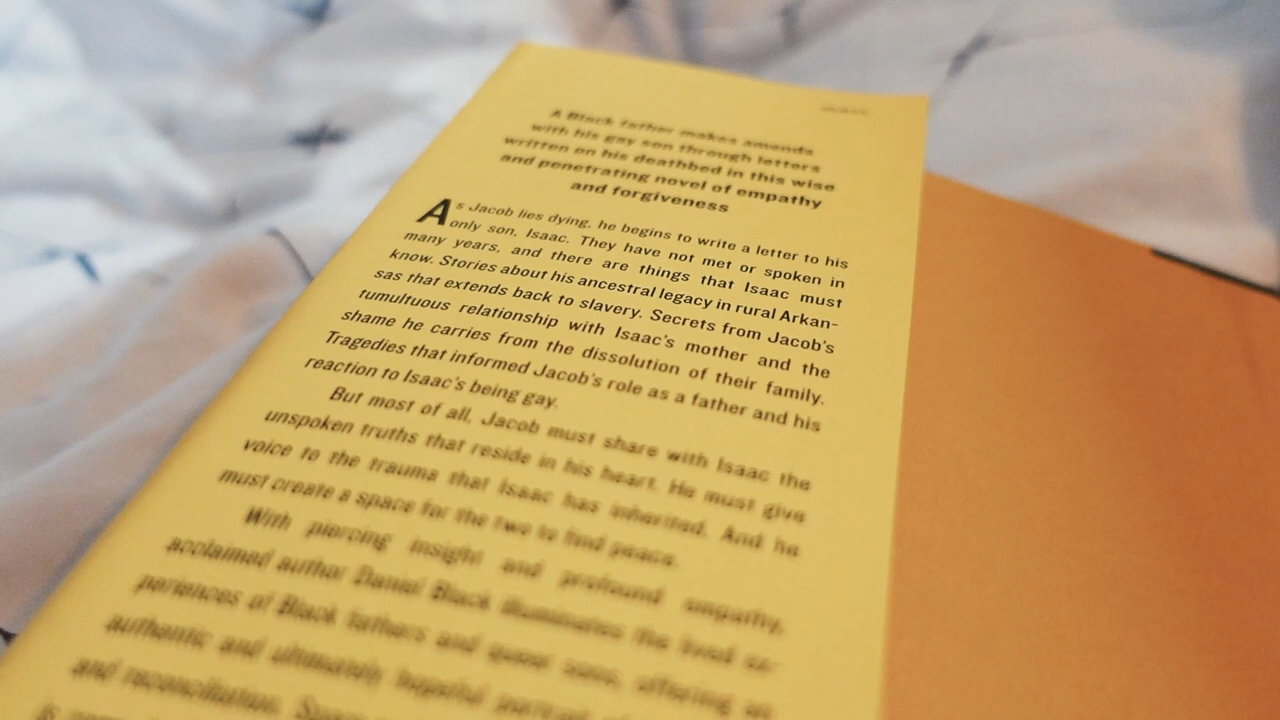 A Black father makes amends
with his gay son through letters
written on his deathbed in this wise
and penetrating novel of empathy
and forgiveness
As Jacob lies dying, he begins to write a letter to his
only son, Isaac. They have not met or spoken in
many years, and there are things that Isaac must
know. Stories about his ancestral legacy in rural Arkan-
sas that extends back to slavery. Secrets from Jacob's
tumultuous relationship with Isaac's mother and the
shame he carries from the dissolution of their family.
Tragedies that informed Jacob's role as a father and his
reaction to Isaac's being gay.
But most of all, Jacob must share with Isaac the
unspoken truths that reside in his heart. He must give
voice to the trauma that Isaac has inherited. And he
must create a space for the two to find peace.
With piercing insight and profound empathy,
acclaimed author Daniel Black illuminates the lived ex-
periences of Black fathers and queer sons, offering an
authentic and ultimately hopeful portrait of
and reconciliation.